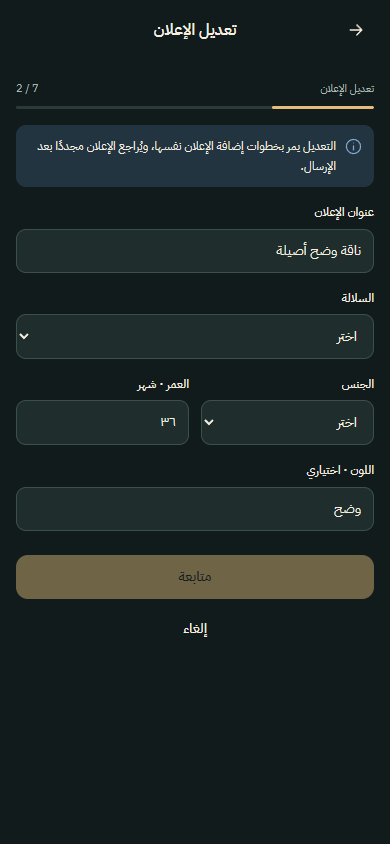 تعديل الإعلان
تعديل الإعلان
2 / 7
التعديل يمر بخطوات إضافة الإعلان نفسها، ويُراجع الإعلان مجددًا بعد
الإرسال.
عنوان الإعلان
ناقة وضح أصيلة
السلالة
اختر
الجنس
العمر · شهر
اختر
٣٦
اللون · اختياري
وضح
متابعة
إلغاء